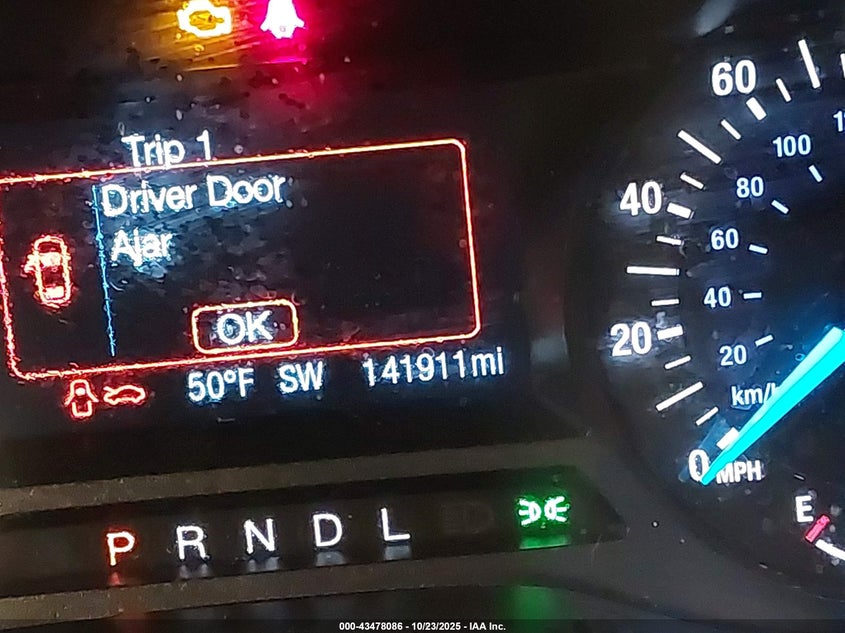 Trip 1
Driver Door
Ajar
OK
50°F SW 141911mi
P R N D L
60
40
20
0
MPH
100
80
60
40
20
km/
E
000-43478086 - 10/23/2025 - IAA Inc.